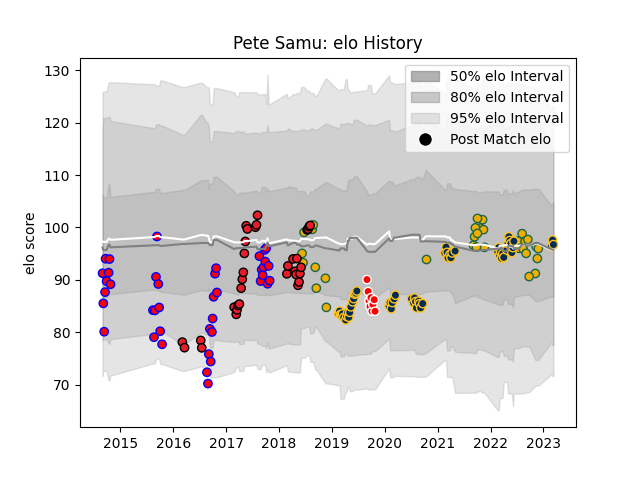 Pete Samu: elo History
50% elo Interval
80% elo Interval
95% elo Interval
Post Match elo
elo score
130
120
110
100
90
80
70
2015 2016 2017 2018 2019 2020 2021 2022 2023